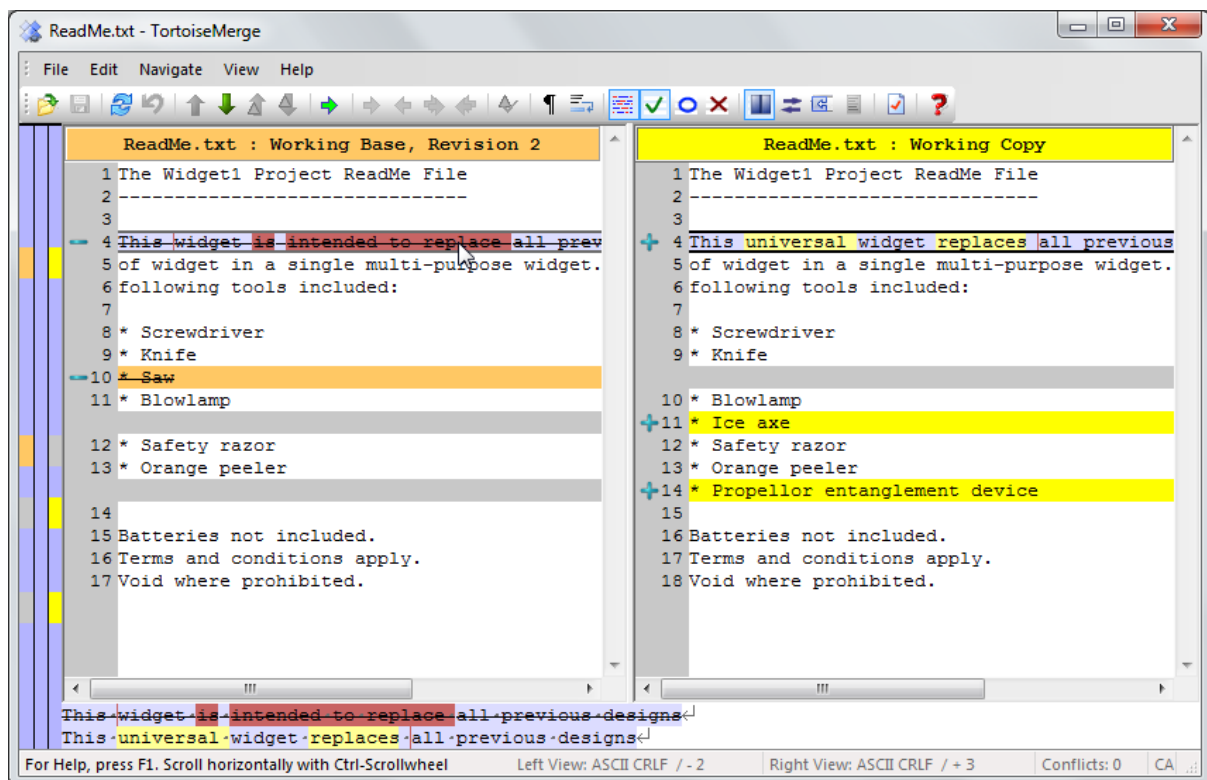 ReadMe.txt - TortoiseMerge
File Edit Navigate View Help
ReadMe.txt : Working Base, Revision 2
1 The Widget1 Project ReadMe File
2 -------------------------------
3
4 This widget is intended to replace all prev
5 of widget in a single multi-purpose widget.
6 following tools included:
7
8 * Screwdriver
9 * Knife
10 * Saw
11 * Blowlamp
12 * Safety razor
13 * Orange peeler
14
15 Batteries not included.
16 Terms and conditions apply.
17 Void where prohibited.
ReadMe.txt : Working Copy
1 The Widget1 Project ReadMe File
2 -------------------------------
3
4 This universal widget replaces all previous
5 of widget in a single multi-purpose widget.
6 following tools included:
7
8 * Screwdriver
9 * Knife
10 * Blowlamp
11 * Ice axe
12 * Safety razor
13 * Orange peeler
14 * Propellor entanglement device
15
16 Batteries not included.
17 Terms and conditions apply.
18 Void where prohibited.
This widget is intended to replace all previous designs
This universal widget replaces all previous designs
For Help, press F1. Scroll horizontally with Ctrl-Scrollwheel Left View: ASCII CRLF / - 2 Right View: ASCII CRLF / + 3 Conflicts: 0 CA